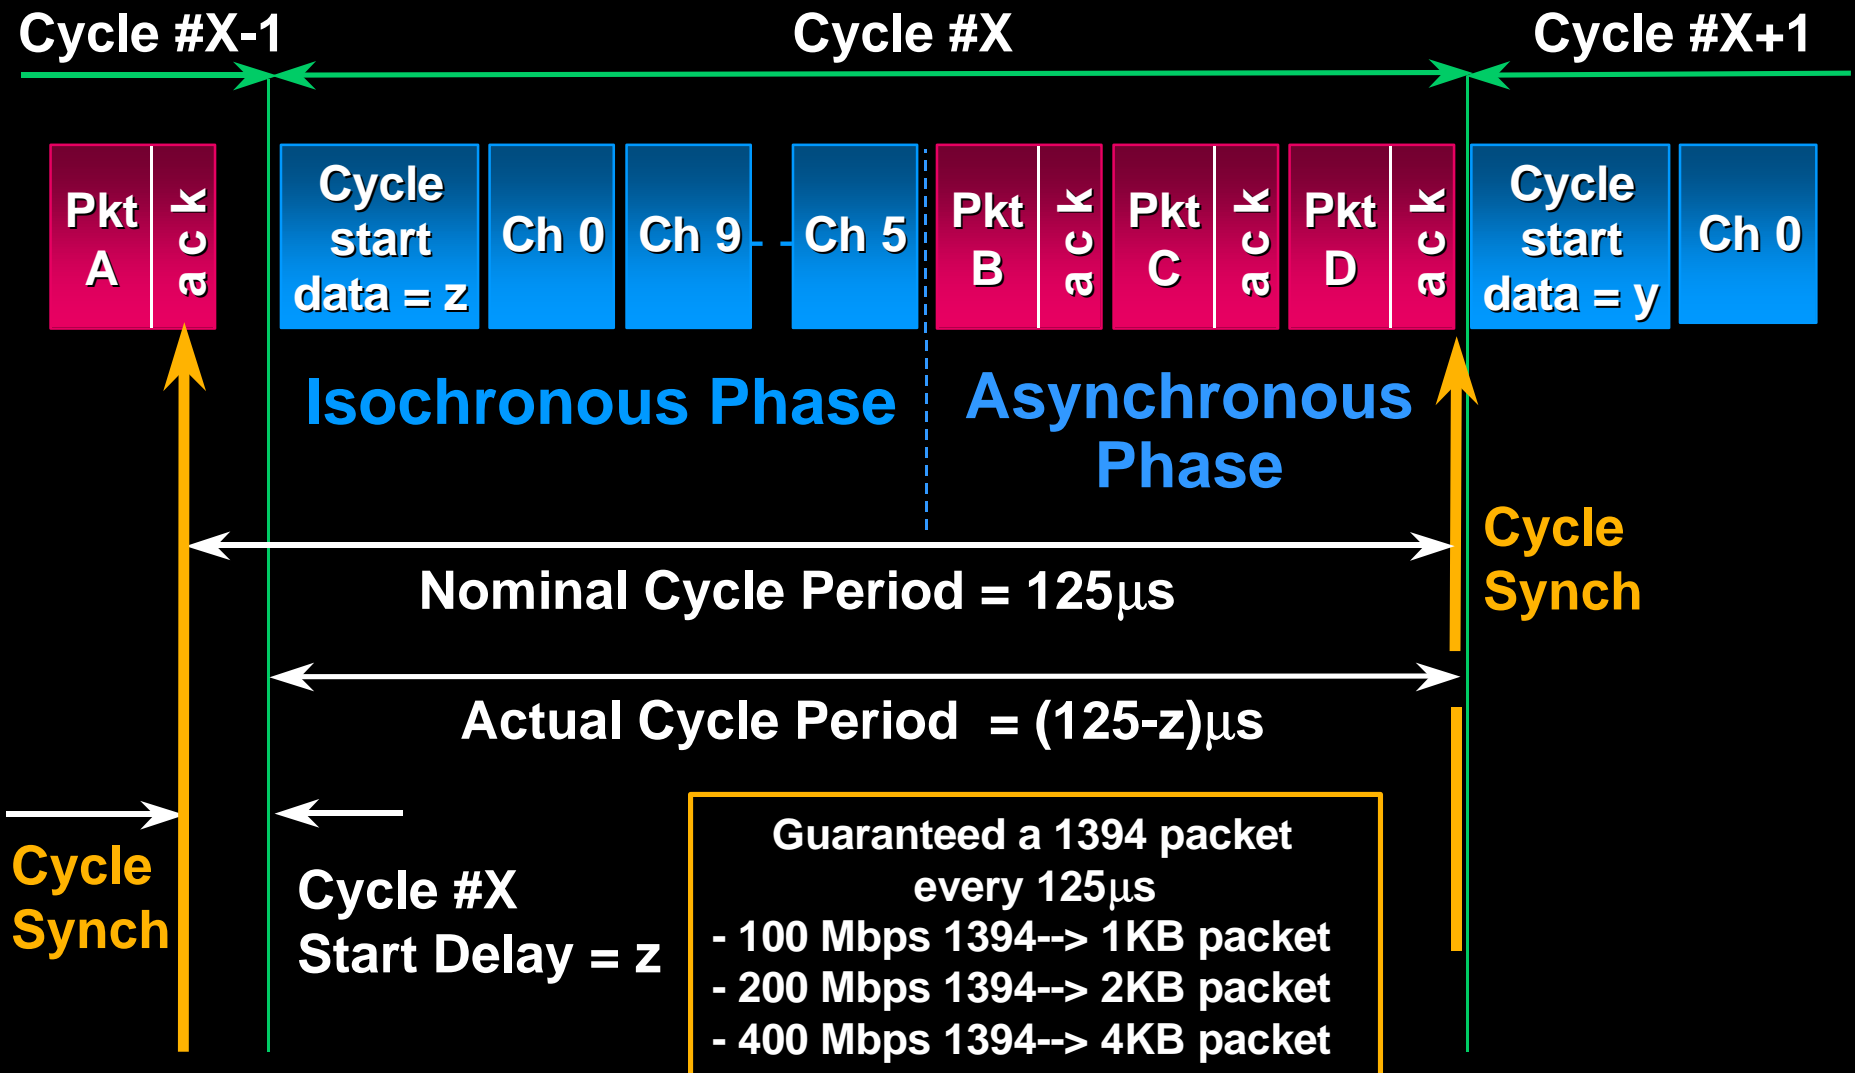 Cycle #X-1
Cycle #X
Cycle #X+1
Pkt
A
ack
Cycle
start
data = z
Ch 0
Ch 9
Ch 5
Pkt
B
ack
Pkt
C
ack
Pkt
D
ack
Cycle
start
data = y
Ch 0
Isochronous Phase
Asynchronous
Phase
Nominal Cycle Period = 125μs
Cycle
Synch
Actual Cycle Period = (125-z)μs
Cycle
Synch
Cycle #X
Start Delay = z
Guaranteed a 1394 packet
every 125μs
- 100 Mbps 1394--> 1KB packet
- 200 Mbps 1394--> 2KB packet
- 400 Mbps 1394--> 4KB packet